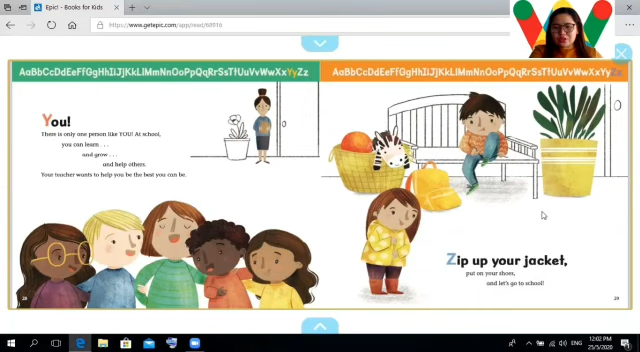 Epic! - Books for Kids
https://www.getepic.com/app/read/68916
AaBbCcDdEeFfGgHhIiJjKkLlMmNnOoPpQqRrSsTtUuVvWwXxYyZz
AaBbCcDdEeFfGgHhIiJjKkLlMmNnOoPpQqRrSsTtUuVvWwXxYyZz
You!
There is only one person like YOU! At school,
you can learn . . .
and grow . . .
and help others.
Your teacher wants to help you be the best you can be.
28
Zip up your jacket,
put on your shoes,
and let's go to school!
29
ENG
12:02 PM
25/5/2020